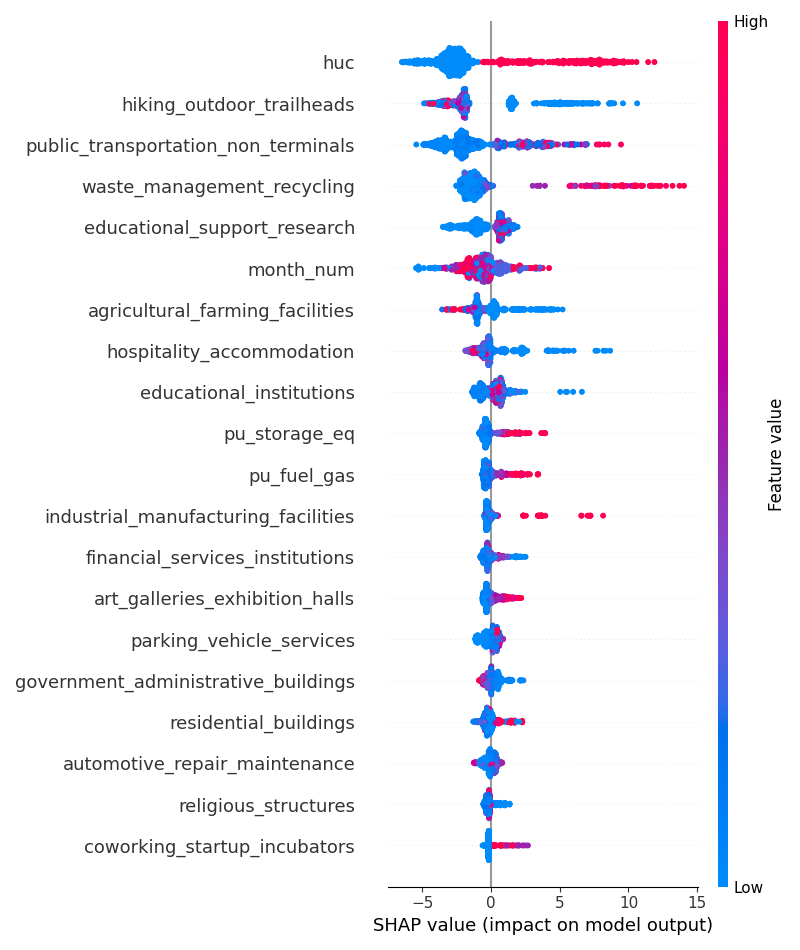 High
huc
hiking_outdoor_trailheads
public_transportation_non_terminals
waste_management_recycling
educational_support_research
month_num
agricultural_farming_facilities
hospitality_accommodation
educational_institutions
pu_storage_eq
pu_fuel_gas
industrial_manufacturing_facilities
financial_services_institutions
art_galleries_exhibition_halls
parking_vehicle_services
government_administrative_buildings
residential_buildings
automotive_repair_maintenance
religious_structures
coworking_startup_incubators
Feature value
Low
−5 0 5 10 15
SHAP value (impact on model output)